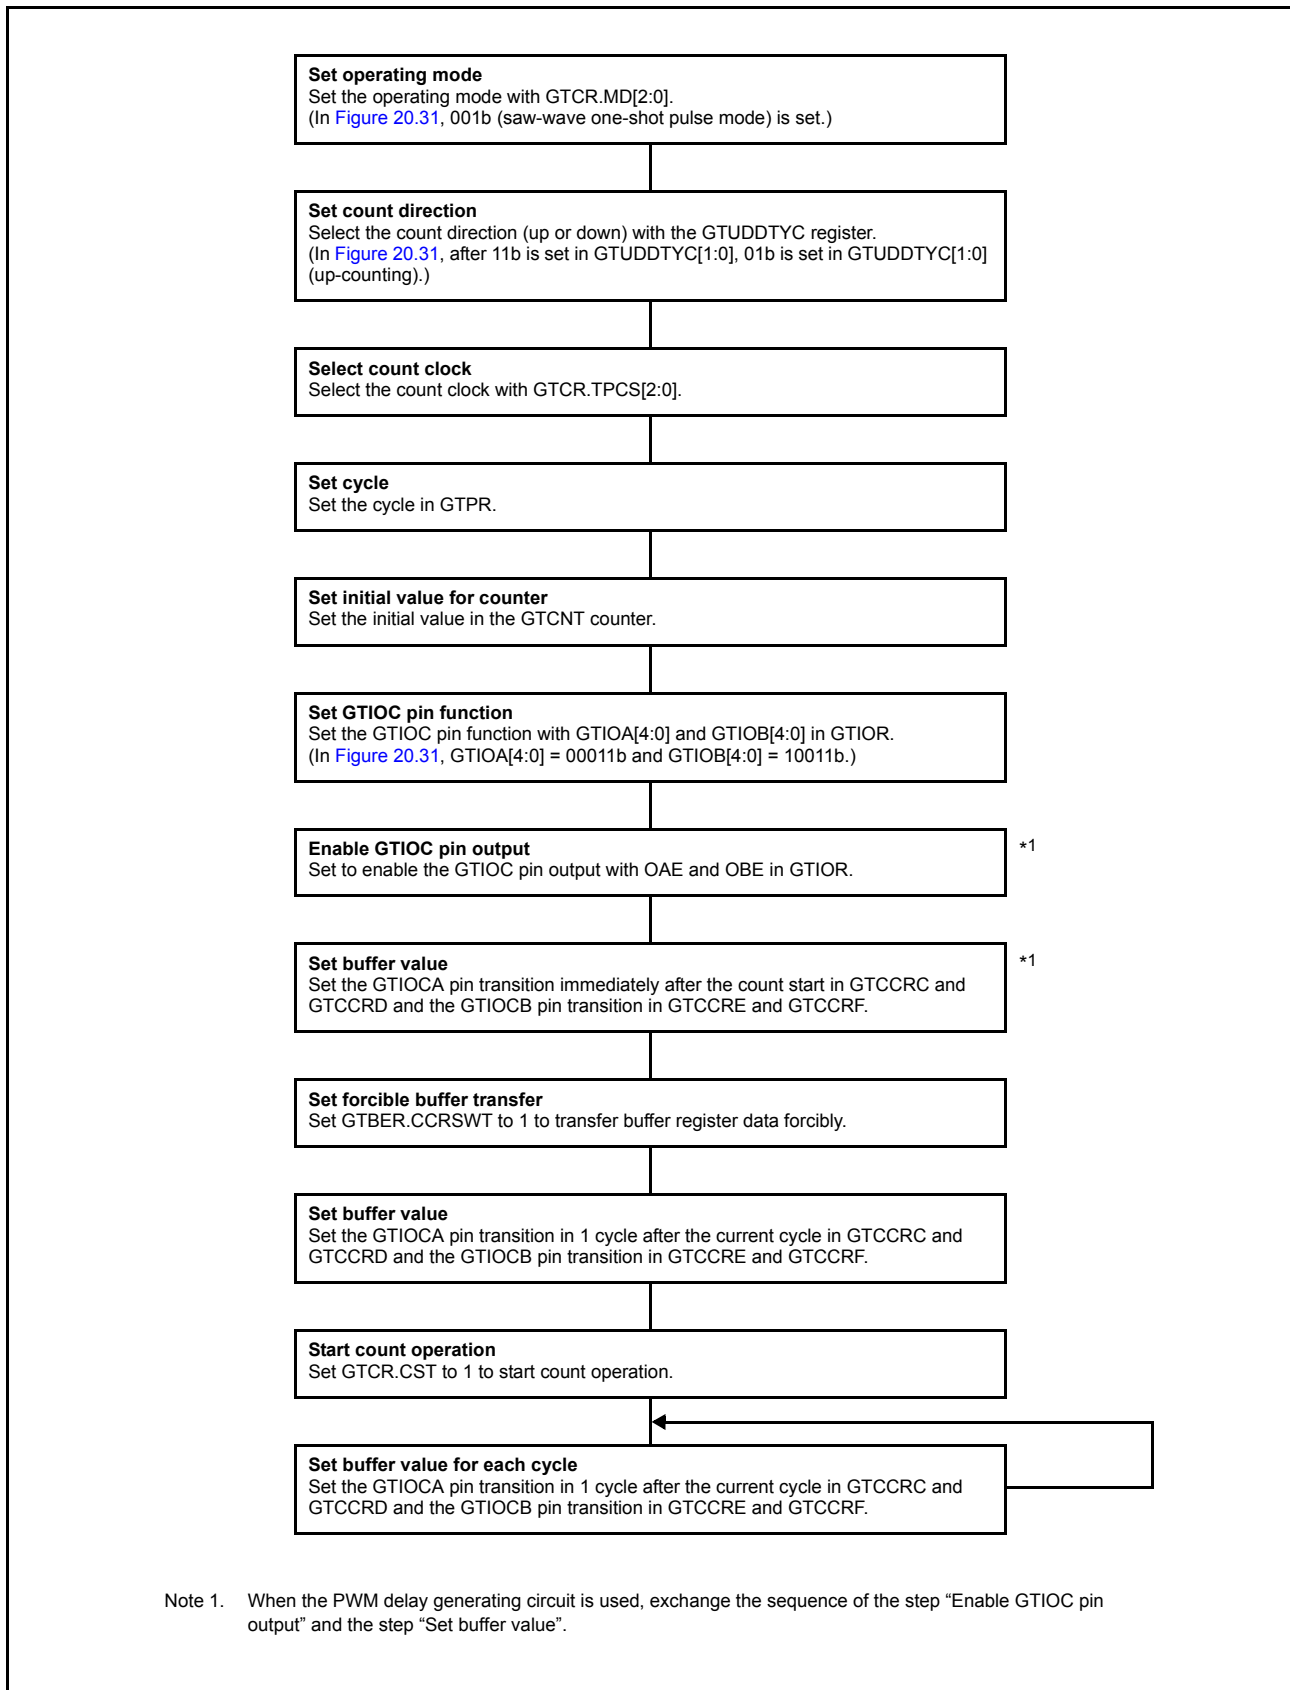 Set operating mode
Set the operating mode with GTCR.MD[2:0].
(In Figure 20.31, 001b (saw-wave one-shot pulse mode) is set.)
Set count direction
Select the count direction (up or down) with the GTUDDTYC register.
(In Figure 20.31, after 11b is set in GTUDDTYC[1:0], 01b is set in GTUDDTYC[1:0]
(up-counting).)
Select count clock
Select the count clock with GTCR.TPCS[2:0].
Set cycle
Set the cycle in GTPR.
Set initial value for counter
Set the initial value in the GTCNT counter.
Set GTIOC pin function
Set the GTIOC pin function with GTIOA[4:0] and GTIOB[4:0] in GTIOR.
(In Figure 20.31, GTIOA[4:0] = 00011b and GTIOB[4:0] = 10011b.)
Enable GTIOC pin output
Set to enable the GTIOC pin output with OAE and OBE in GTIOR.
*1
Set buffer value
Set the GTIOCA pin transition immediately after the count start in GTCCRC and
GTCCRD and the GTIOCB pin transition in GTCCRE and GTCCRF.
*1
Set forcible buffer transfer
Set GTBER.CCRSWT to 1 to transfer buffer register data forcibly.
Set buffer value
Set the GTIOCA pin transition in 1 cycle after the current cycle in GTCCRC and
GTCCRD and the GTIOCB pin transition in GTCCRE and GTCCRF.
Start count operation
Set GTCR.CST to 1 to start count operation.
Set buffer value for each cycle
Set the GTIOCA pin transition in 1 cycle after the current cycle in GTCCRC and
GTCCRD and the GTIOCB pin transition in GTCCRE and GTCCRF.
Note 1. When the PWM delay generating circuit is used, exchange the sequence of the step “Enable GTIOC pin
output” and the step “Set buffer value”.